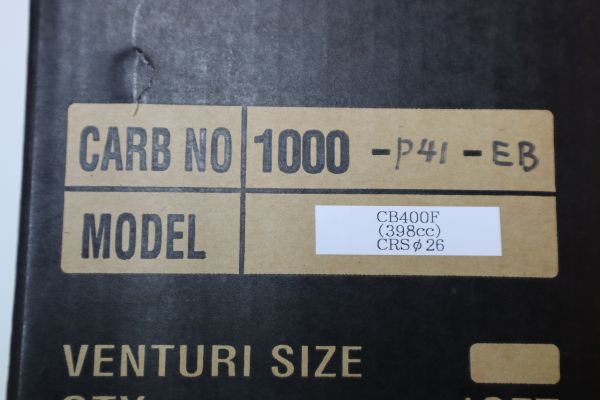 CARB NO 1000 -P41-EB
MODEL CB400F
(398cc)
CRSφ26
VENTURI SIZE